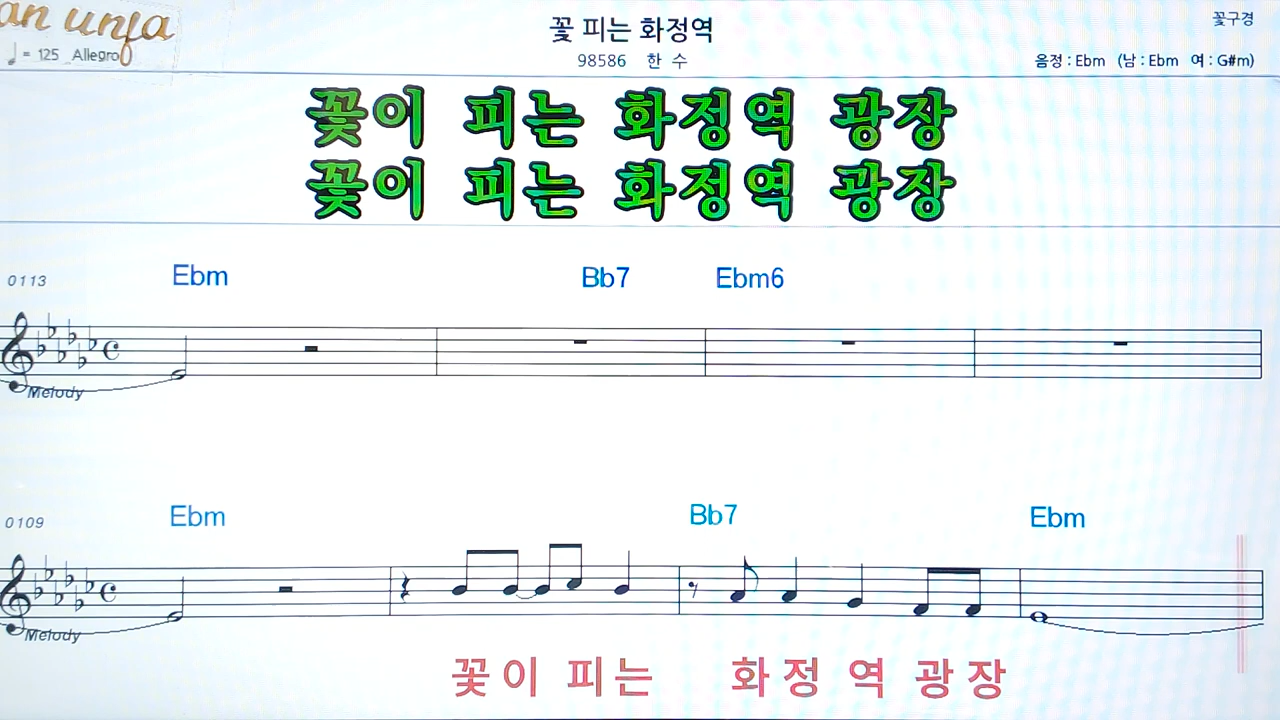 an unfa
꽃 피는 화정역
꽃구경
♩ = 125 Allegro
98586 한 수
음정 : Ebm (남 : Ebm 여 : G#m)
꽃이 피는 화정역 광장
꽃이 피는 화정역 광장
0113 Ebm Bb7 Ebm6
Melody
0109 Ebm Bb7 Ebm
Melody
꽃이 피는 화정역 광장